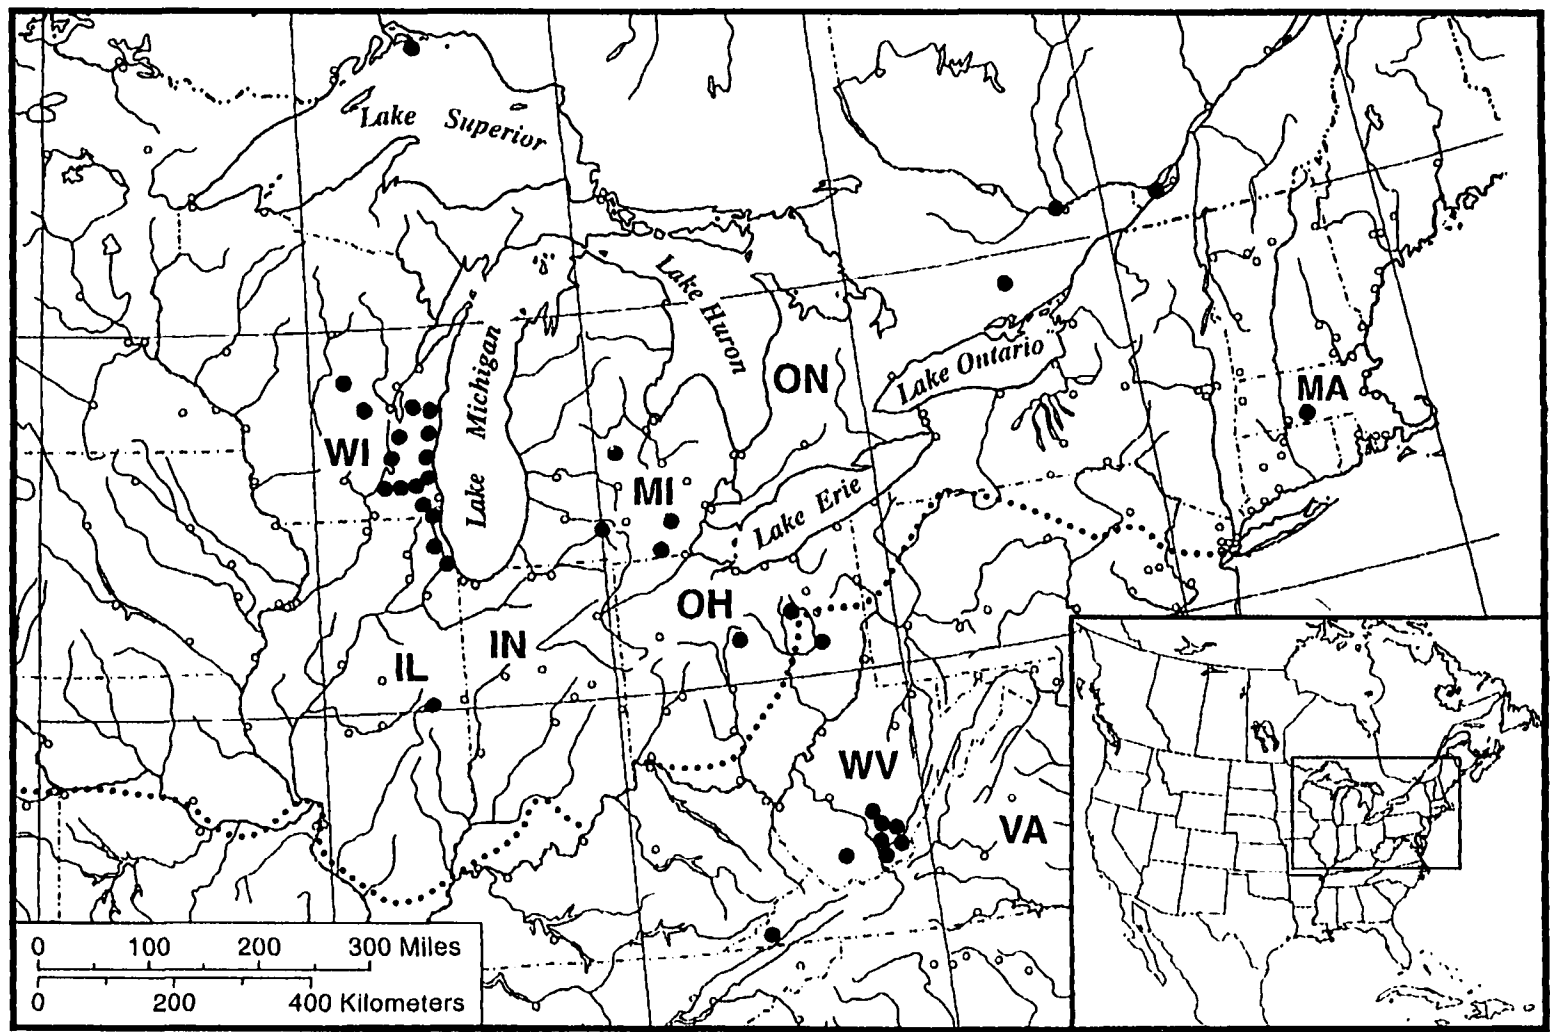 Lake Superior
Lake Huron
Lake Michigan
ON
Lake Ontario
MA
WI
MI
Lake Erie
OH
IN
IL
WV
VA
0 100 200 300 Miles
0 200 400 Kilometers